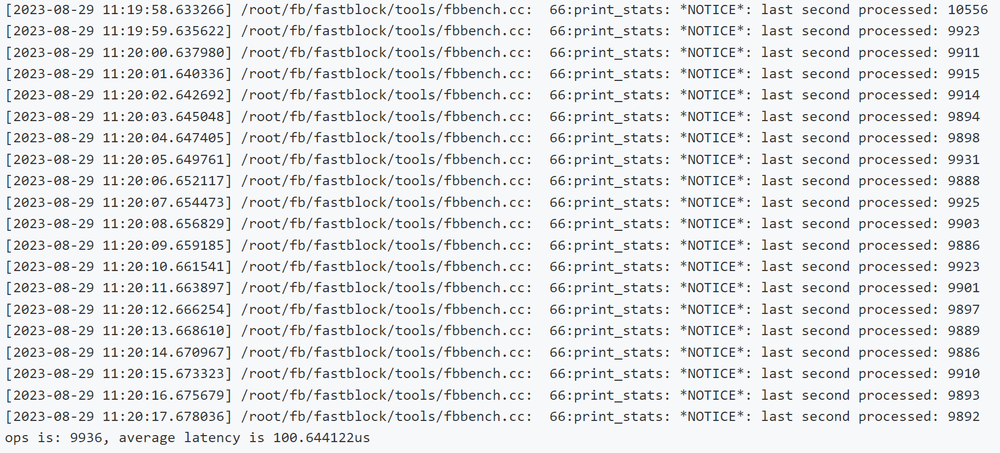 [2023-08-29 11:19:58.633266] /root/fb/fastblock/tools/fbbench.cc:  66:print_stats: *NOTICE*: last second processed: 10556
[2023-08-29 11:19:59.635622] /root/fb/fastblock/tools/fbbench.cc:  66:print_stats: *NOTICE*: last second processed: 9923
[2023-08-29 11:20:00.637980] /root/fb/fastblock/tools/fbbench.cc:  66:print_stats: *NOTICE*: last second processed: 9911
[2023-08-29 11:20:01.640336] /root/fb/fastblock/tools/fbbench.cc:  66:print_stats: *NOTICE*: last second processed: 9915
[2023-08-29 11:20:02.642692] /root/fb/fastblock/tools/fbbench.cc:  66:print_stats: *NOTICE*: last second processed: 9914
[2023-08-29 11:20:03.645048] /root/fb/fastblock/tools/fbbench.cc:  66:print_stats: *NOTICE*: last second processed: 9894
[2023-08-29 11:20:04.647405] /root/fb/fastblock/tools/fbbench.cc:  66:print_stats: *NOTICE*: last second processed: 9898
[2023-08-29 11:20:05.649761] /root/fb/fastblock/tools/fbbench.cc:  66:print_stats: *NOTICE*: last second processed: 9931
[2023-08-29 11:20:06.652117] /root/fb/fastblock/tools/fbbench.cc:  66:print_stats: *NOTICE*: last second processed: 9888
[2023-08-29 11:20:07.654473] /root/fb/fastblock/tools/fbbench.cc:  66:print_stats: *NOTICE*: last second processed: 9925
[2023-08-29 11:20:08.656829] /root/fb/fastblock/tools/fbbench.cc:  66:print_stats: *NOTICE*: last second processed: 9903
[2023-08-29 11:20:09.659185] /root/fb/fastblock/tools/fbbench.cc:  66:print_stats: *NOTICE*: last second processed: 9886
[2023-08-29 11:20:10.661541] /root/fb/fastblock/tools/fbbench.cc:  66:print_stats: *NOTICE*: last second processed: 9923
[2023-08-29 11:20:11.663897] /root/fb/fastblock/tools/fbbench.cc:  66:print_stats: *NOTICE*: last second processed: 9901
[2023-08-29 11:20:12.666254] /root/fb/fastblock/tools/fbbench.cc:  66:print_stats: *NOTICE*: last second processed: 9897
[2023-08-29 11:20:13.668610] /root/fb/fastblock/tools/fbbench.cc:  66:print_stats: *NOTICE*: last second processed: 9889
[2023-08-29 11:20:14.670967] /root/fb/fastblock/tools/fbbench.cc:  66:print_stats: *NOTICE*: last second processed: 9886
[2023-08-29 11:20:15.673323] /root/fb/fastblock/tools/fbbench.cc:  66:print_stats: *NOTICE*: last second processed: 9910
[2023-08-29 11:20:16.675679] /root/fb/fastblock/tools/fbbench.cc:  66:print_stats: *NOTICE*: last second processed: 9893
[2023-08-29 11:20:17.678036] /root/fb/fastblock/tools/fbbench.cc:  66:print_stats: *NOTICE*: last second processed: 9892
ops is: 9936, average latency is 100.644122us